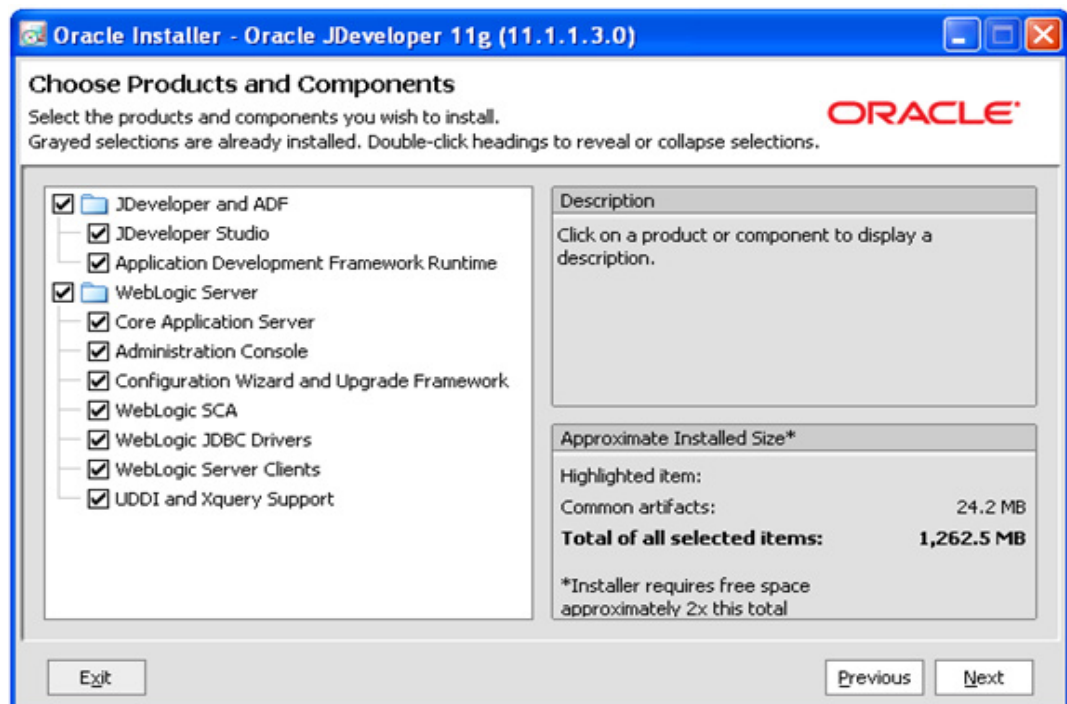 Oracle Installer - Oracle JDeveloper 11g (11.1.1.3.0)
Choose Products and Components
Select the products and components you wish to install.
Grayed selections are already installed. Double-click headings to reveal or collapse selections.
ORACLE
JDeveloper and ADF
JDeveloper Studio
Application Development Framework Runtime
WebLogic Server
Core Application Server
Administration Console
Configuration Wizard and Upgrade Framework
WebLogic SCA
WebLogic JDBC Drivers
WebLogic Server Clients
UDDI and Xquery Support
Description
Click on a product or component to display a
description.
Approximate Installed Size*
Highlighted item:
Common artifacts: 24.2 MB
Total of all selected items: 1,262.5 MB
*Installer requires free space
approximately 2x this total
Exit
Previous
Next